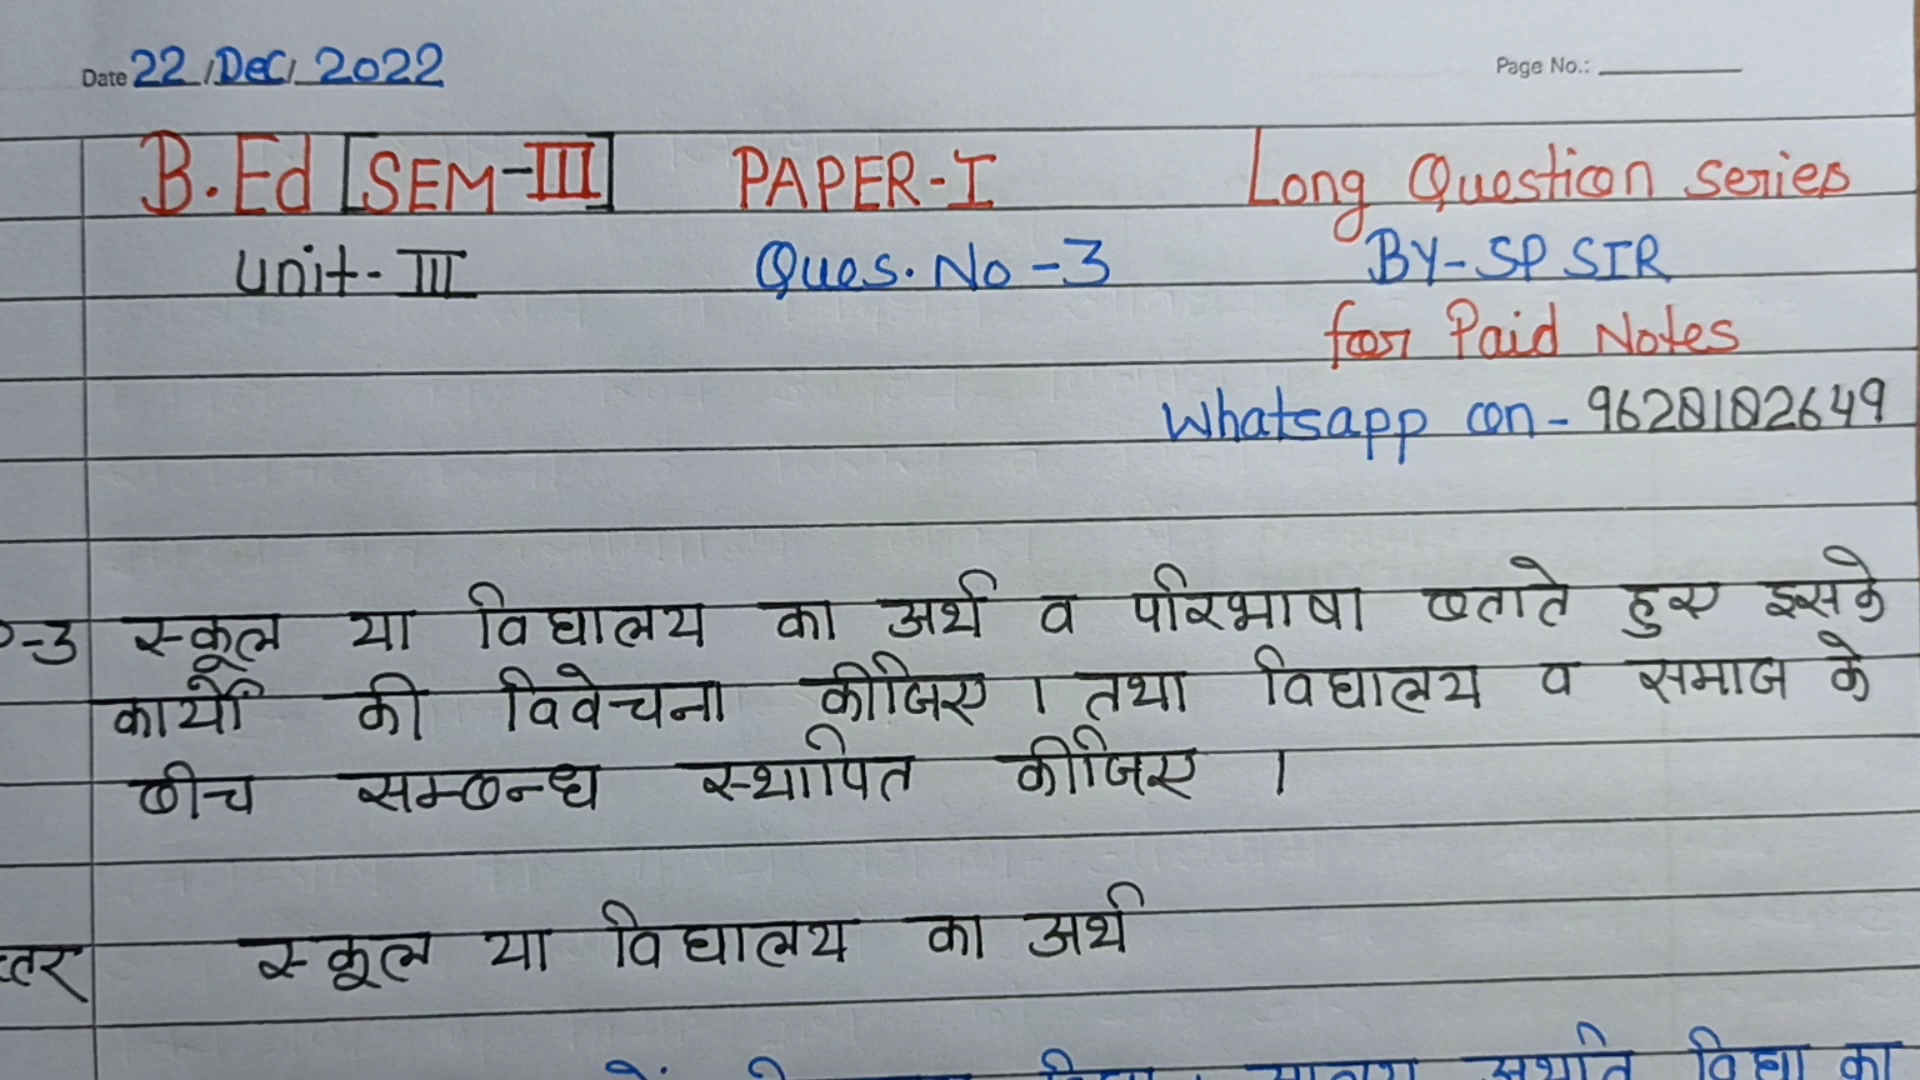 Date 22/Dec/2022 Page No.:
B.Ed [SEM-III] PAPER-I Long Question series
Unit-III Ques. No-3 BY-SP SIR
for Paid Notes
Whatsapp on- 9628182649
-3 स्कूल या विद्यालय का अर्थ व परिभाषा बताते हुए इसके
कार्यों की विवेचना कीजिए। तथा विद्यालय व समाज के
बीच सम्बन्ध स्थापित कीजिए ।
त्तर स्कूल या विद्यालय का अर्थ
अर्थात विद्या का